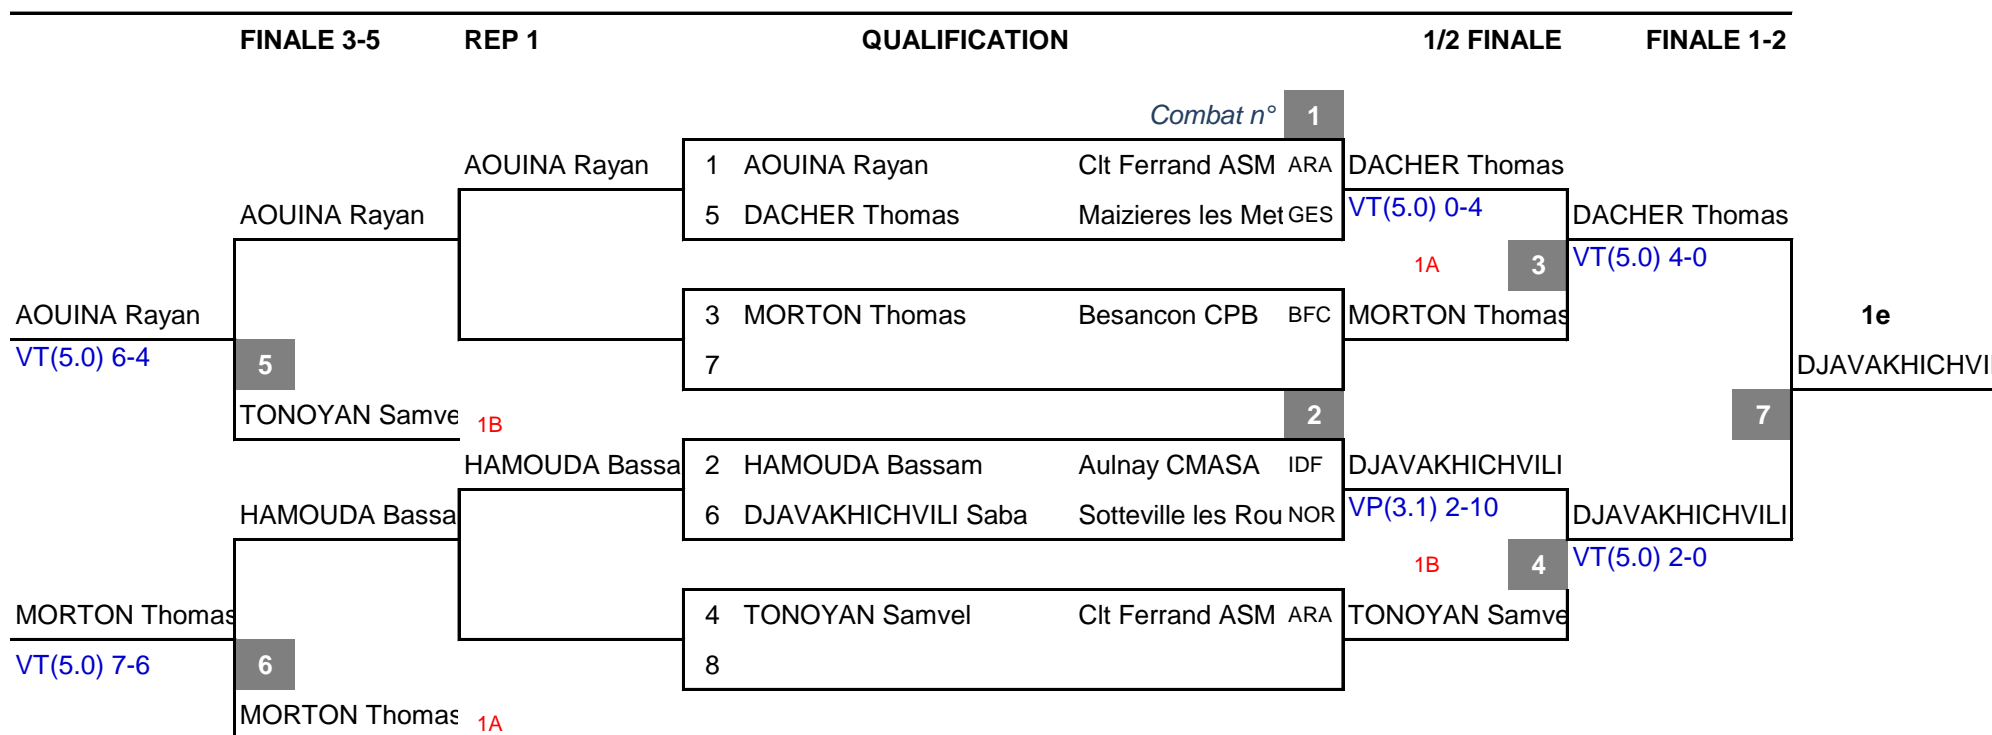 FINALE 3-5 REP 1 QUALIFICATION 1/2 FINALE FINALE 1-2
Combat n° 1
AOUINA Rayan 1 AOUINA Rayan Clt Ferrand ASM ARA DACHER Thomas
AOUINA Rayan 5 DACHER Thomas Maizieres les Met GES VT(5.0) 0-4 DACHER Thomas
1A 3 VT(5.0) 4-0
AOUINA Rayan 3 MORTON Thomas Besancon CPB BFC MORTON Thomas 1e
VT(5.0) 6-4 5 7 DJAVAKHICHVI
TONOYAN Samve 1B 2 7
HAMOUDA Bassa 2 HAMOUDA Bassam Aulnay CMASA IDF DJAVAKHICHVILI
HAMOUDA Bassa 6 DJAVAKHICHVILI Saba Sotteville les Rou NOR VP(3.1) 2-10 DJAVAKHICHVILI
1B 4 VT(5.0) 2-0
MORTON Thomas 4 TONOYAN Samvel Clt Ferrand ASM ARA TONOYAN Samve
VT(5.0) 7-6 6 8
MORTON Thomas 1A